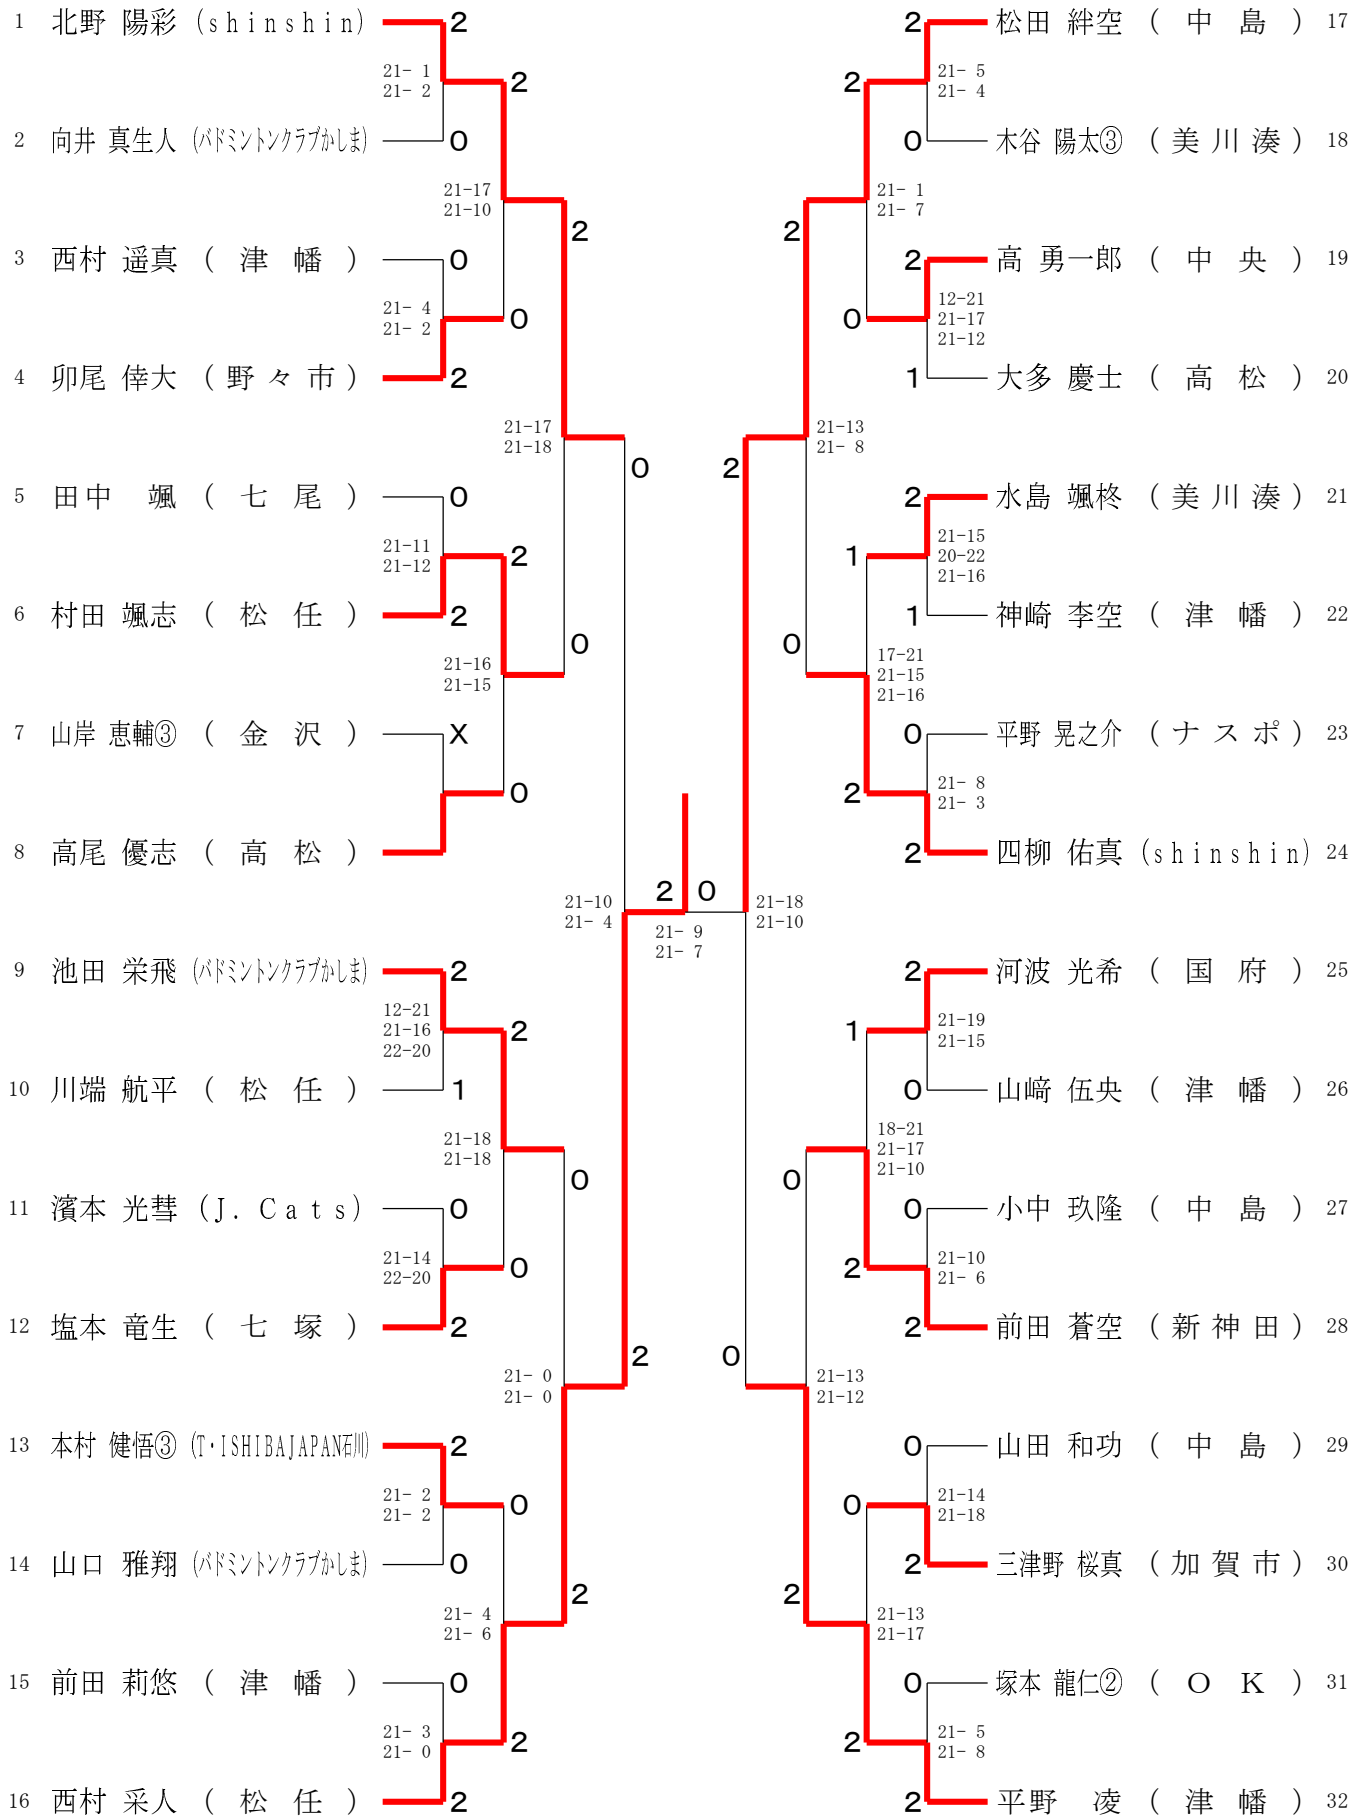 1 北野 陽彩 (shinshin) 2
21- 1
21- 2
2
2 向井 真生人 (バドミントンクラブかしま) 0
21-17
21-10
2
3 西村 遥真 ( 津 幡 ) 0
21- 4
21- 2
0
4 卯尾 倖大 ( 野々市 ) 2
21-17
21-18
0
5 田中 颯 ( 七 尾 ) 0
21-11
21-12
2
6 村田 颯志 ( 松 任 ) 2
21-16
21-15
0
7 山岸 恵輔③ ( 金 沢 ) X
0
8 高尾 優志 ( 高 松 )
21-10
21- 4
9 池田 栄飛 (バドミントンクラブかしま) 2
12-21
21-16
22-20
2
10 川端 航平 ( 松 任 ) 1
21-18
21-18
0
11 濱本 光彗 (J. Cats) 0
21-14
22-20
0
12 塩本 竜生 ( 七 塚 ) 2
21- 0
21- 0
2
13 本村 健悟③ (T・ISHIBAJAPAN石川) 2
21- 2
21- 2
0
14 山口 雅翔 (バドミントンクラブかしま) 0
21- 4
21- 6
2
15 前田 莉悠 ( 津 幡 ) 0
21- 3
21- 0
2
16 西村 采人 ( 松 任 ) 2
2 0
21- 9
21- 7
2 松田 絆空 ( 中 島 ) 17
2
21- 5
21- 4
0 木谷 陽太③ ( 美川湊 ) 18
2
21- 1
21- 7
2 高 勇一郎 ( 中 央 ) 19
0
12-21
21-17
21-12
1 大多 慶士 ( 高 松 ) 20
2
21-13
21- 8
2 水島 颯柊 ( 美川湊 ) 21
1
21-15
20-22
21-16
1 神崎 李空 ( 津 幡 ) 22
0
17-21
21-15
21-16
0 平野 晃之介 ( ナスポ ) 23
2
21- 8
21- 3
2 四柳 佑真 (shinshin) 24
21-18
21-10
2 河波 光希 ( 国 府 ) 25
1
21-19
21-15
0 山﨑 伍央 ( 津 幡 ) 26
0
18-21
21-17
21-10
0 小中 玖隆 ( 中 島 ) 27
2
21-10
21- 6
2 前田 蒼空 ( 新神田 ) 28
0
21-13
21-12
0 山田 和功 ( 中 島 ) 29
0
21-14
21-18
2 三津野 桜真 ( 加賀市 ) 30
2
21-13
21-17
0 塚本 龍仁② ( O K ) 31
2
21- 5
21- 8
2 平野 凌 ( 津 幡 ) 32